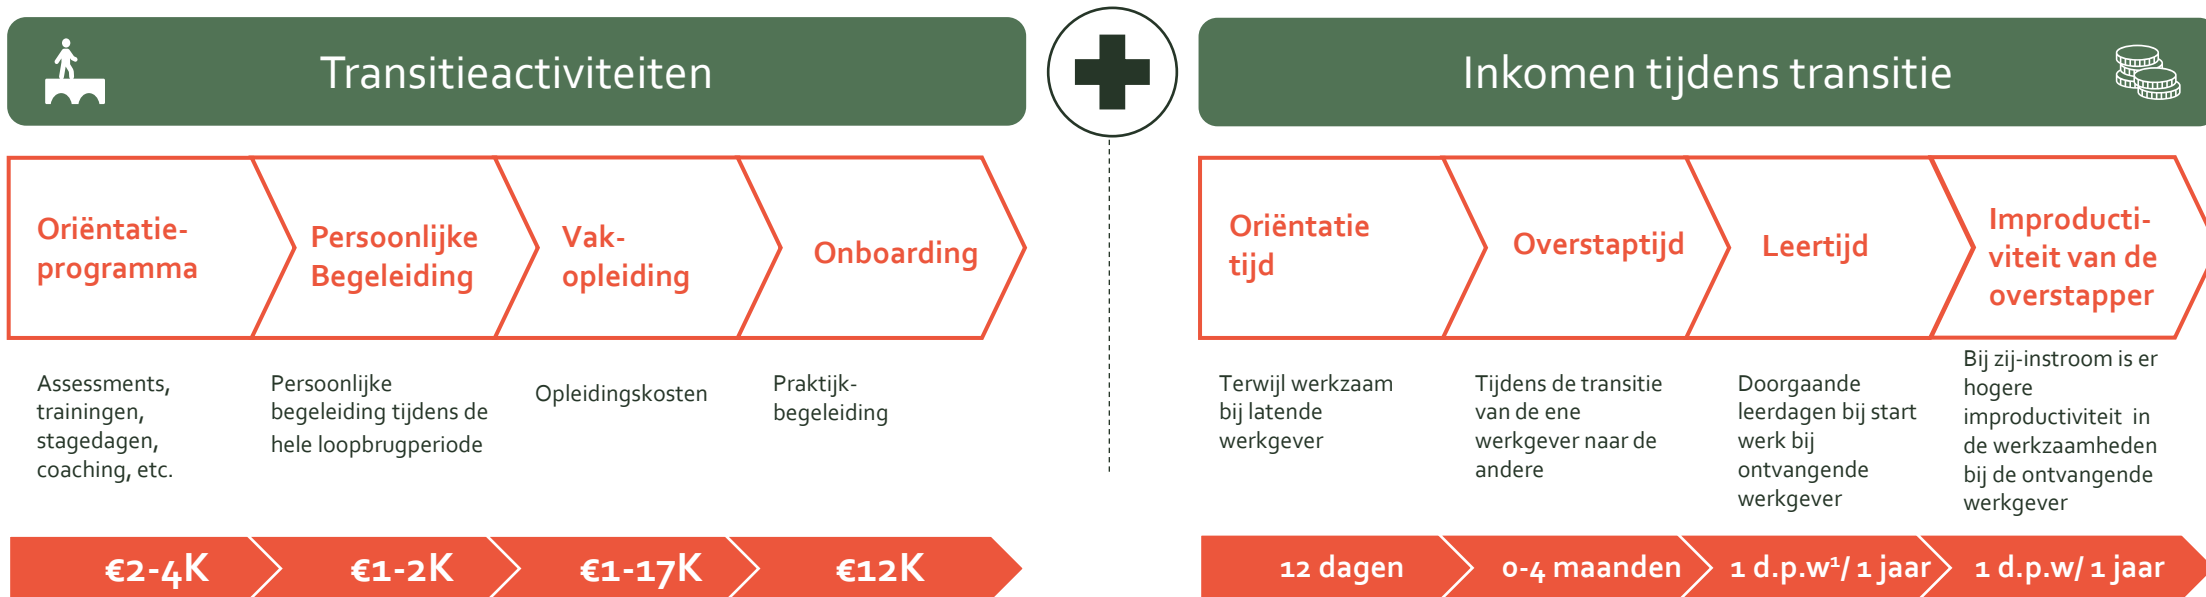 Transitieactiviteiten
Oriëntatie-
programma
Persoonlijke
Begeleiding
Vak-
opleiding
Onboarding
Assessments,
trainingen,
stagedagen,
coaching, etc.
Persoonlijke
begeleiding tijdens de
hele loopbrugperiode
Opleidingskosten
Praktijk-
begeleiding
€2-4K
€1-2K
€1-17K
€12K
Inkomen tijdens transitie
Oriëntatie
tijd
Overstaptijd
Leertijd
Improducti-
viteit van de
overstapper
Terwijl werkzaam
bij latende
werkgever
Tijdens de transitie
van de ene
werkgever naar de
andere
Doorgaande
leerdagen bij start
werk bij
ontvangende
werkgever
Bij zij-instroom is er
hogere
improductiviteit in
de werkzaamheden
bij de ontvangende
werkgever
12 dagen
0-4 maanden
1 d.p.w¹/ 1 jaar
1 d.p.w/ 1 jaar